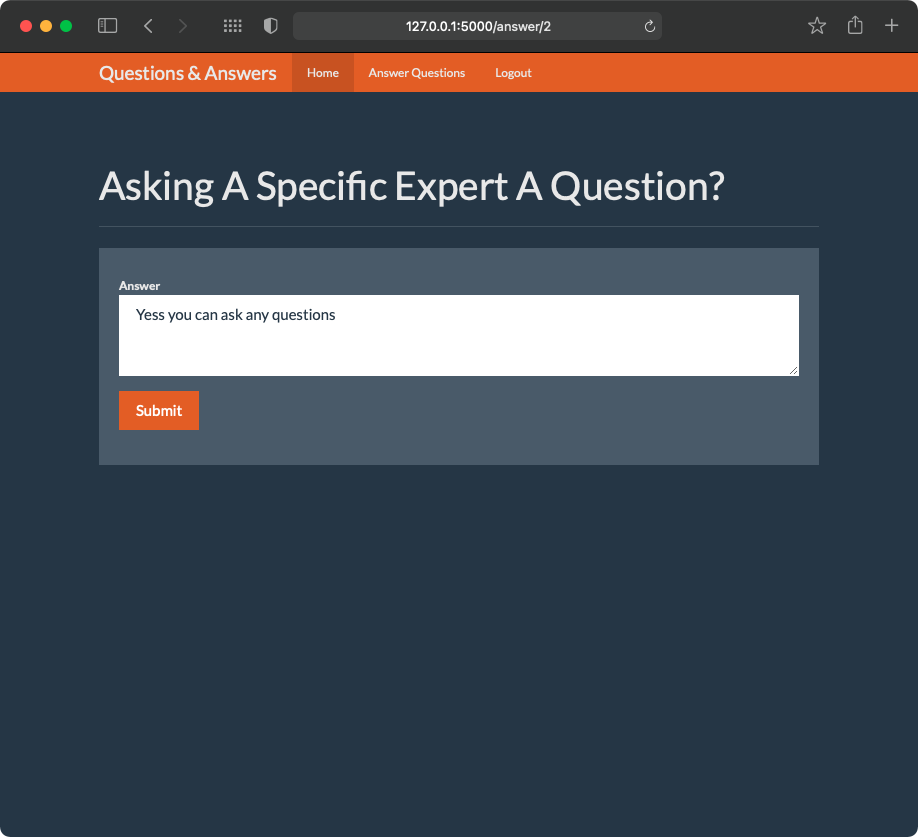 127.0.0.1:5000/answer/2
Questions & Answers Home Answer Questions Logout
Asking A Specific Expert A Question?
Answer
Yess you can ask any questions
Submit